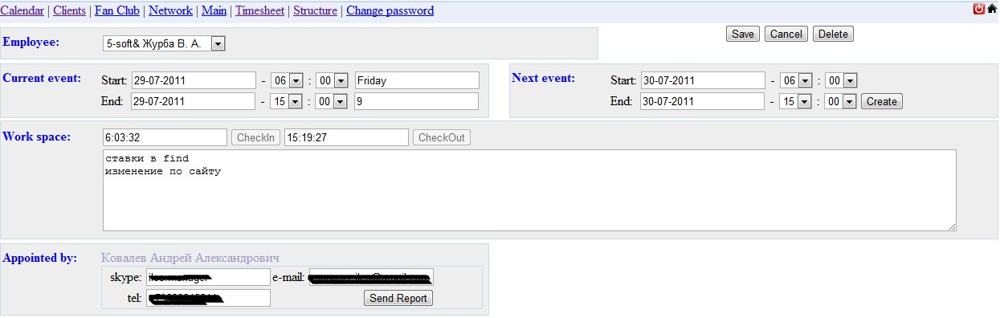 Calendar | Clients | Fan Club | Network | Main | Timesheet | Structure | Change password
Employee: 5-soft& Журба В. А. Save Cancel Delete
Current event: Start: 29-07-2011 - 06 : 00 Friday
End: 29-07-2011 - 15 : 00 9
Next event: Start: 30-07-2011 - 06 : 00
End: 30-07-2011 - 15 : 00 Create
Work space: 6:03:32 CheckIn 15:19:27 CheckOut
ставки в find
изменение по сайту
Appointed by: Ковалев Андрей Александрович
skype: e-mail:
tel: Send Report